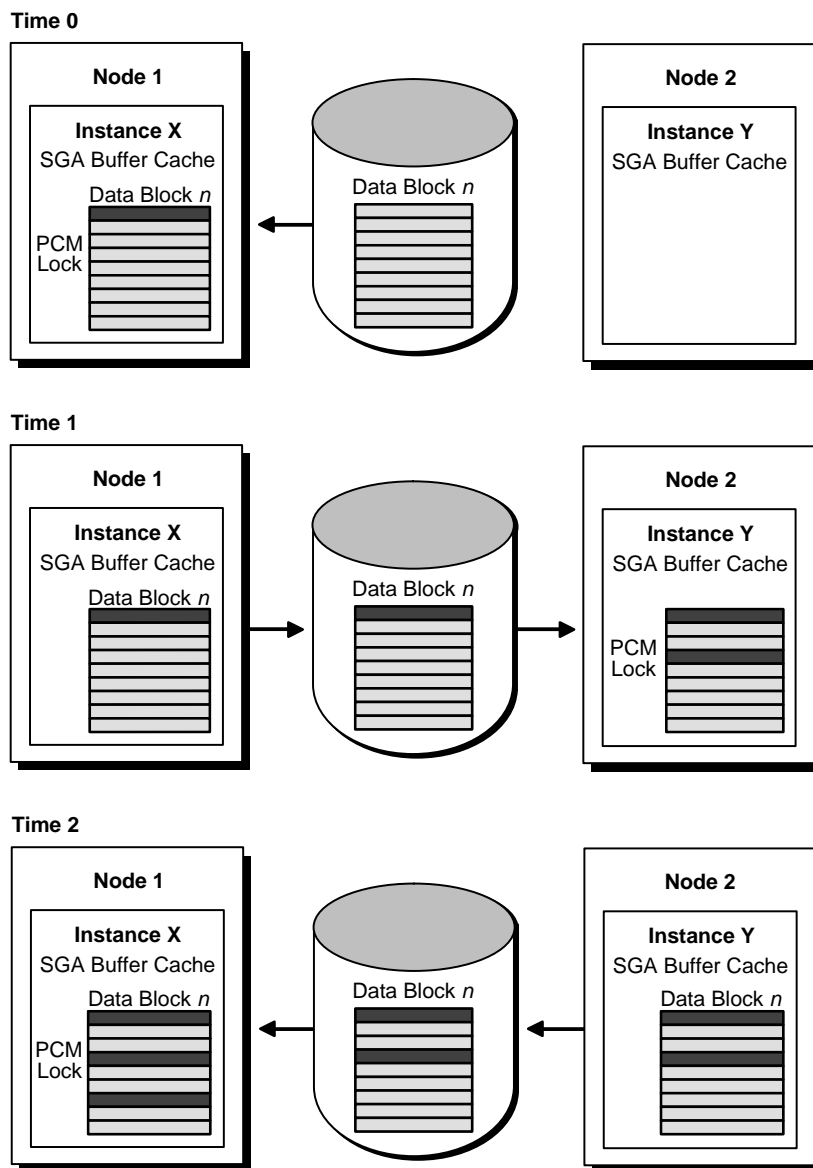 Time 0
Node 1
Instance X
SGA Buffer Cache
Data Block n
PCM
Lock
Data Block n
Node 2
Instance Y
SGA Buffer Cache
Time 1
Node 1
Instance X
SGA Buffer Cache
Data Block n
Data Block n
Node 2
Instance Y
SGA Buffer Cache
PCM
Lock
Time 2
Node 1
Instance X
SGA Buffer Cache
Data Block n
PCM
Lock
Data Block n
Node 2
Instance Y
SGA Buffer Cache
Data Block n